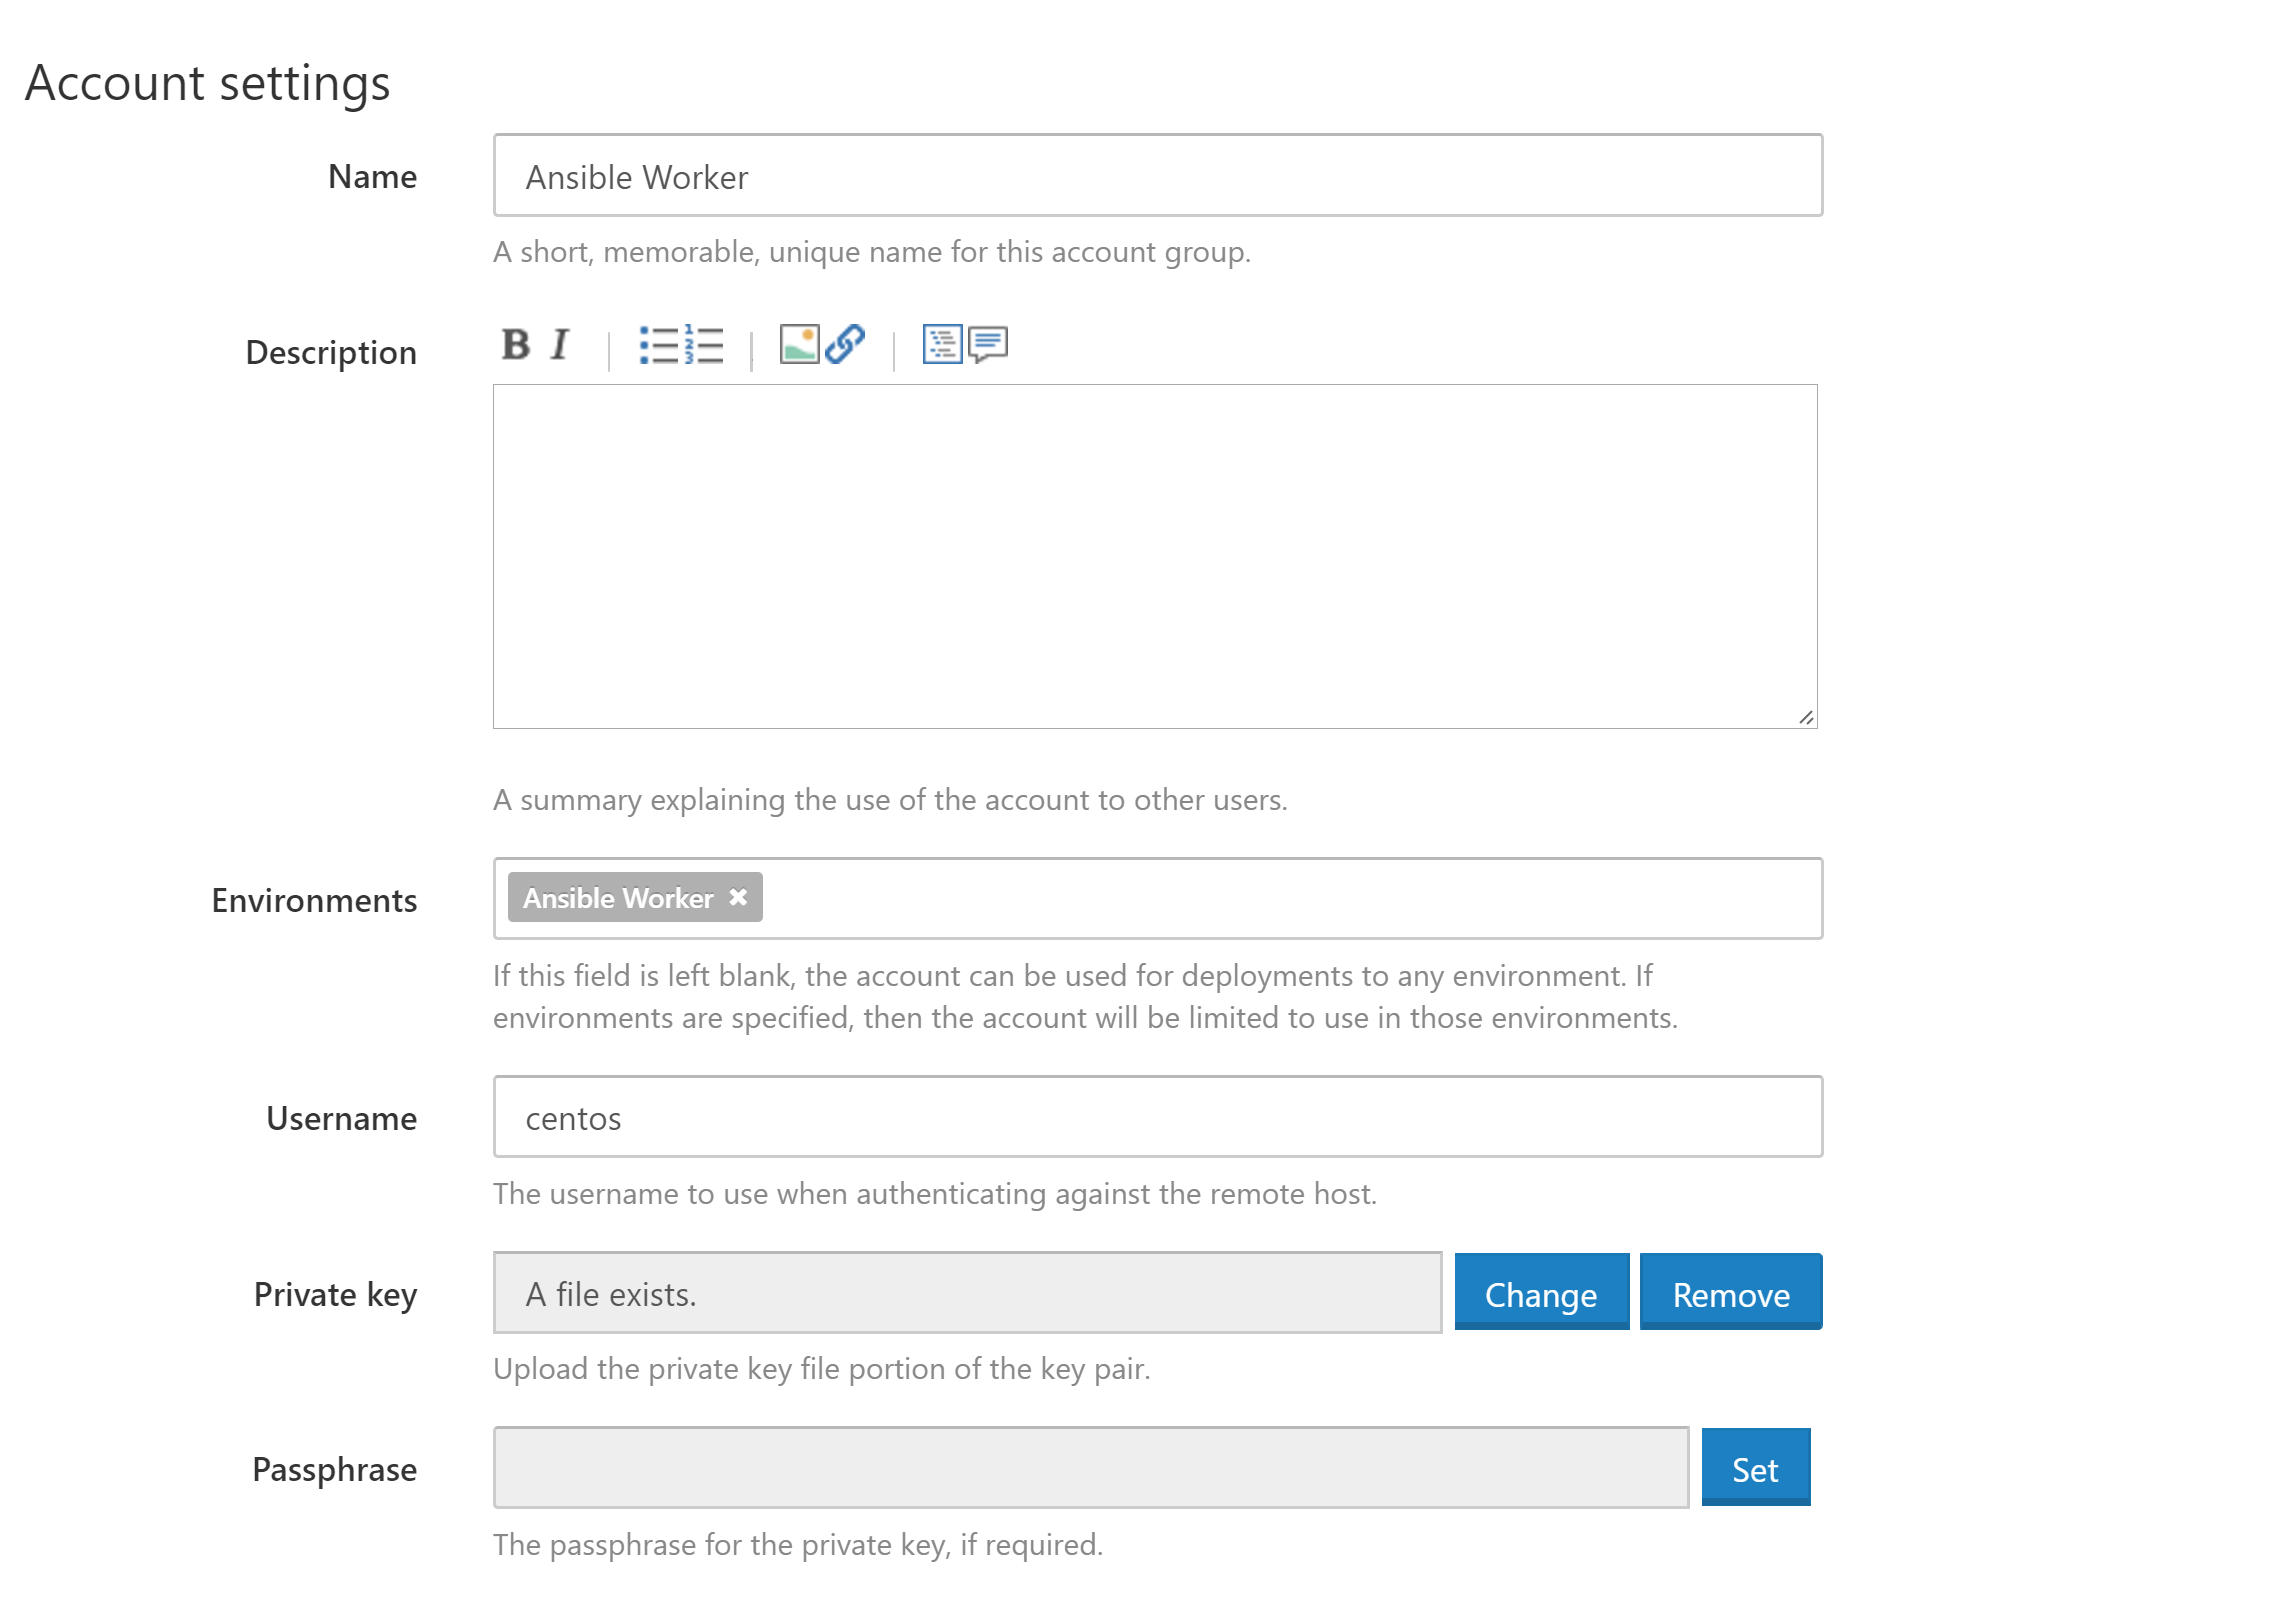 Account settings
Name
Ansible Worker
A short, memorable, unique name for this account group.
Description
B I
A summary explaining the use of the account to other users.
Environments
Ansible Worker ✖
If this field is left blank, the account can be used for deployments to any environment. If
environments are specified, then the account will be limited to use in those environments.
Username
centos
The username to use when authenticating against the remote host.
Private key
A file exists.
Change
Remove
Upload the private key file portion of the key pair.
Passphrase
Set
The passphrase for the private key, if required.